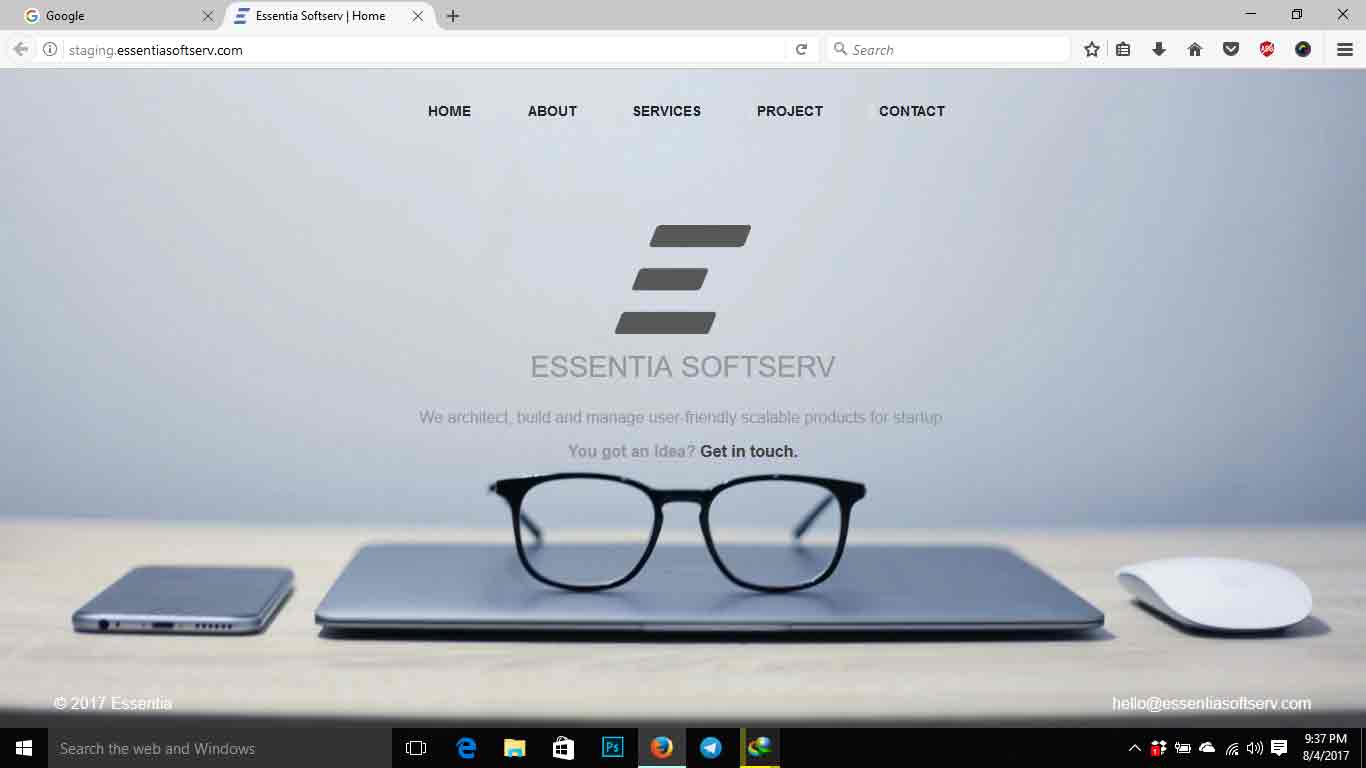 Google
Essentia Softserv | Home
staging.essentiasoftserv.com
Search
HOME ABOUT SERVICES PROJECT CONTACT
ESSENTIA SOFTSERV
We architect, build and manage user-friendly scalable products for startup
You got an Idea? Get in touch.
© 2017 Essentia
hello@essentiasoftserv.com
Search the web and Windows
Ps
9:37 PM
8/4/2017